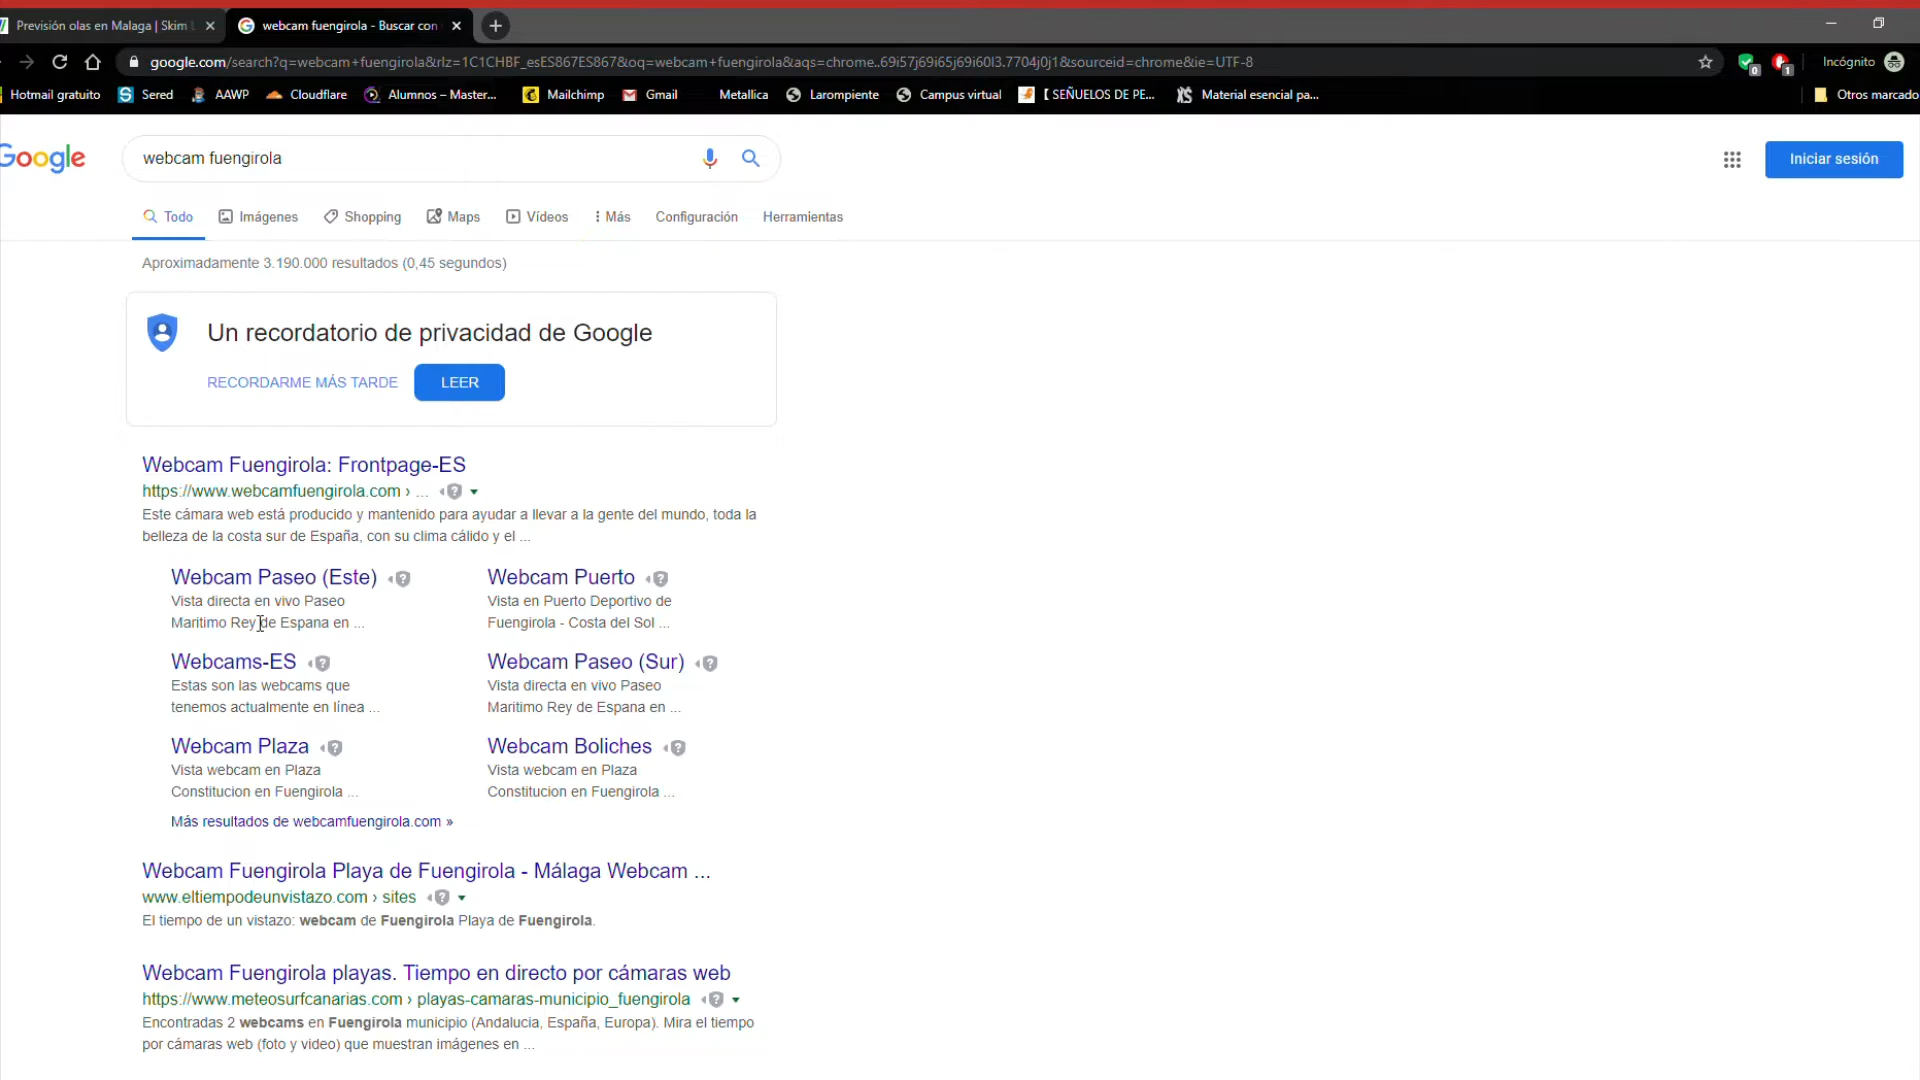 Previsión olas en Malaga | Skim
webcam fuengirola - Buscar con
google.com/search?q=webcam+fuengirola&rlz=1C1CHBF_esES867ES867&oq=webcam+fuengirola&aqs=chrome..69i57j69i65j69i60l3.7704j0j1&sourceid=chrome&ie=UTF-8
0
1
Incógnito
Hotmail gratuito
Sered
AAWP
Cloudflare
Alumnos – Master...
Mailchimp
Gmail
Metallica
Larompiente
Campus virtual
【 SEÑUELOS DE PE...
Material esencial pa...
Otros marcado
Google
webcam fuengirola
Iniciar sesión
Todo
Imágenes
Shopping
Maps
Vídeos
Más
Configuración
Herramientas
Aproximadamente 3.190.000 resultados (0,45 segundos)
Un recordatorio de privacidad de Google
RECORDARME MÁS TARDE
LEER
Webcam Fuengirola: Frontpage-ES
https://www.webcamfuengirola.com › ...
Este cámara web está producido y mantenido para ayudar a llevar a la gente del mundo, toda la
belleza de la costa sur de España, con su clima cálido y el ...
Webcam Paseo (Este)
Vista directa en vivo Paseo
Maritimo Rey de Espana en ...
Webcam Puerto
Vista en Puerto Deportivo de
Fuengirola - Costa del Sol ...
Webcams-ES
Estas son las webcams que
tenemos actualmente en línea ...
Webcam Paseo (Sur)
Vista directa en vivo Paseo
Maritimo Rey de Espana en ...
Webcam Plaza
Vista webcam en Plaza
Constitucion en Fuengirola ...
Webcam Boliches
Vista webcam en Plaza
Constitucion en Fuengirola ...
Más resultados de webcamfuengirola.com »
Webcam Fuengirola Playa de Fuengirola - Málaga Webcam ...
www.eltiempodeunvistazo.com › sites
El tiempo de un vistazo: webcam de Fuengirola Playa de Fuengirola.
Webcam Fuengirola playas. Tiempo en directo por cámaras web
https://www.meteosurfcanarias.com › playas-camaras-municipio_fuengirola
Encontradas 2 webcams en Fuengirola municipio (Andalucia, España, Europa). Mira el tiempo
por cámaras web (foto y video) que muestran imágenes en ...